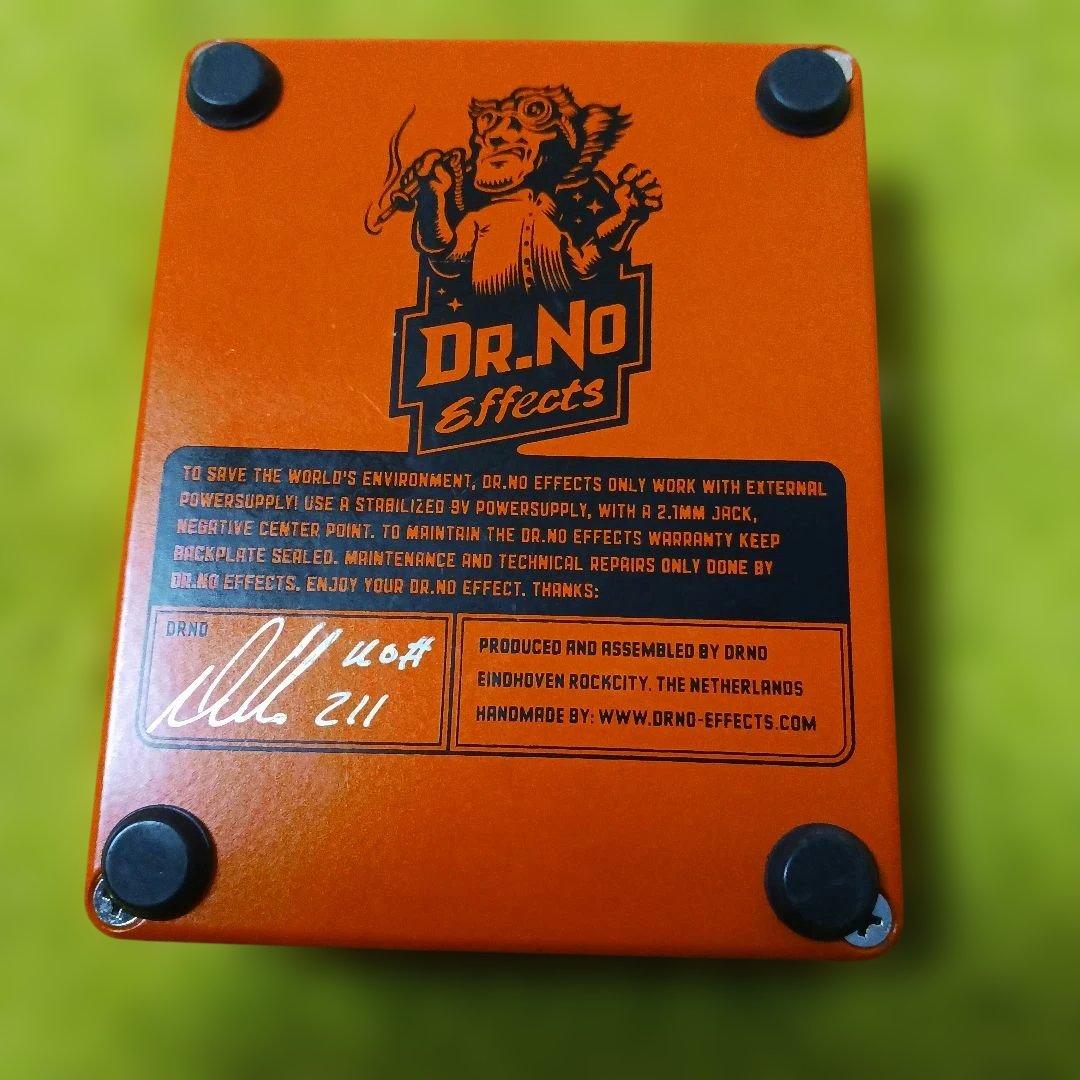 DR.NO
Effects
TO SAVE THE WORLD'S ENVIRONMENT, DR.NO EFFECTS ONLY WORK WITH EXTERNAL
POWERSUPPLY! USE A STABILIZED 9V POWERSUPPLY, WITH A 2.1MM JACK,
NEGATIVE CENTER POINT. TO MAINTAIN THE DR.NO EFFECTS WARRANTY KEEP
BACKPLATE SEALED. MAINTENANCE AND TECHNICAL REPAIRS ONLY DONE BY
DR.NO EFFECTS. ENJOY YOUR DR.NO EFFECT. THANKS:
DRNO
211
PRODUCED AND ASSEMBLED BY DRNO
EINDHOVEN ROCKCITY. THE NETHERLANDS
HANDMADE BY: WWW.DRNO-EFFECTS.COM